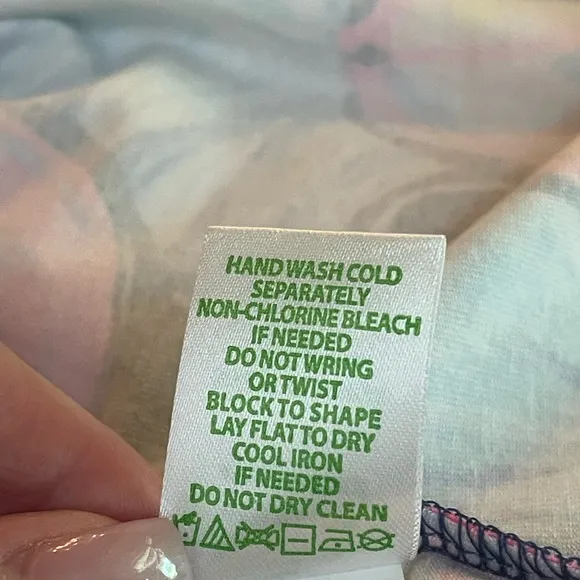 HAND WASH COLD
SEPARATELY
NON-CHLORINE BLEACH
IF NEEDED
DO NOT WRING
OR TWIST
BLOCK TO SHAPE
LAY FLAT TO DRY
COOL IRON
IF NEEDED
DO NOT DRY CLEAN